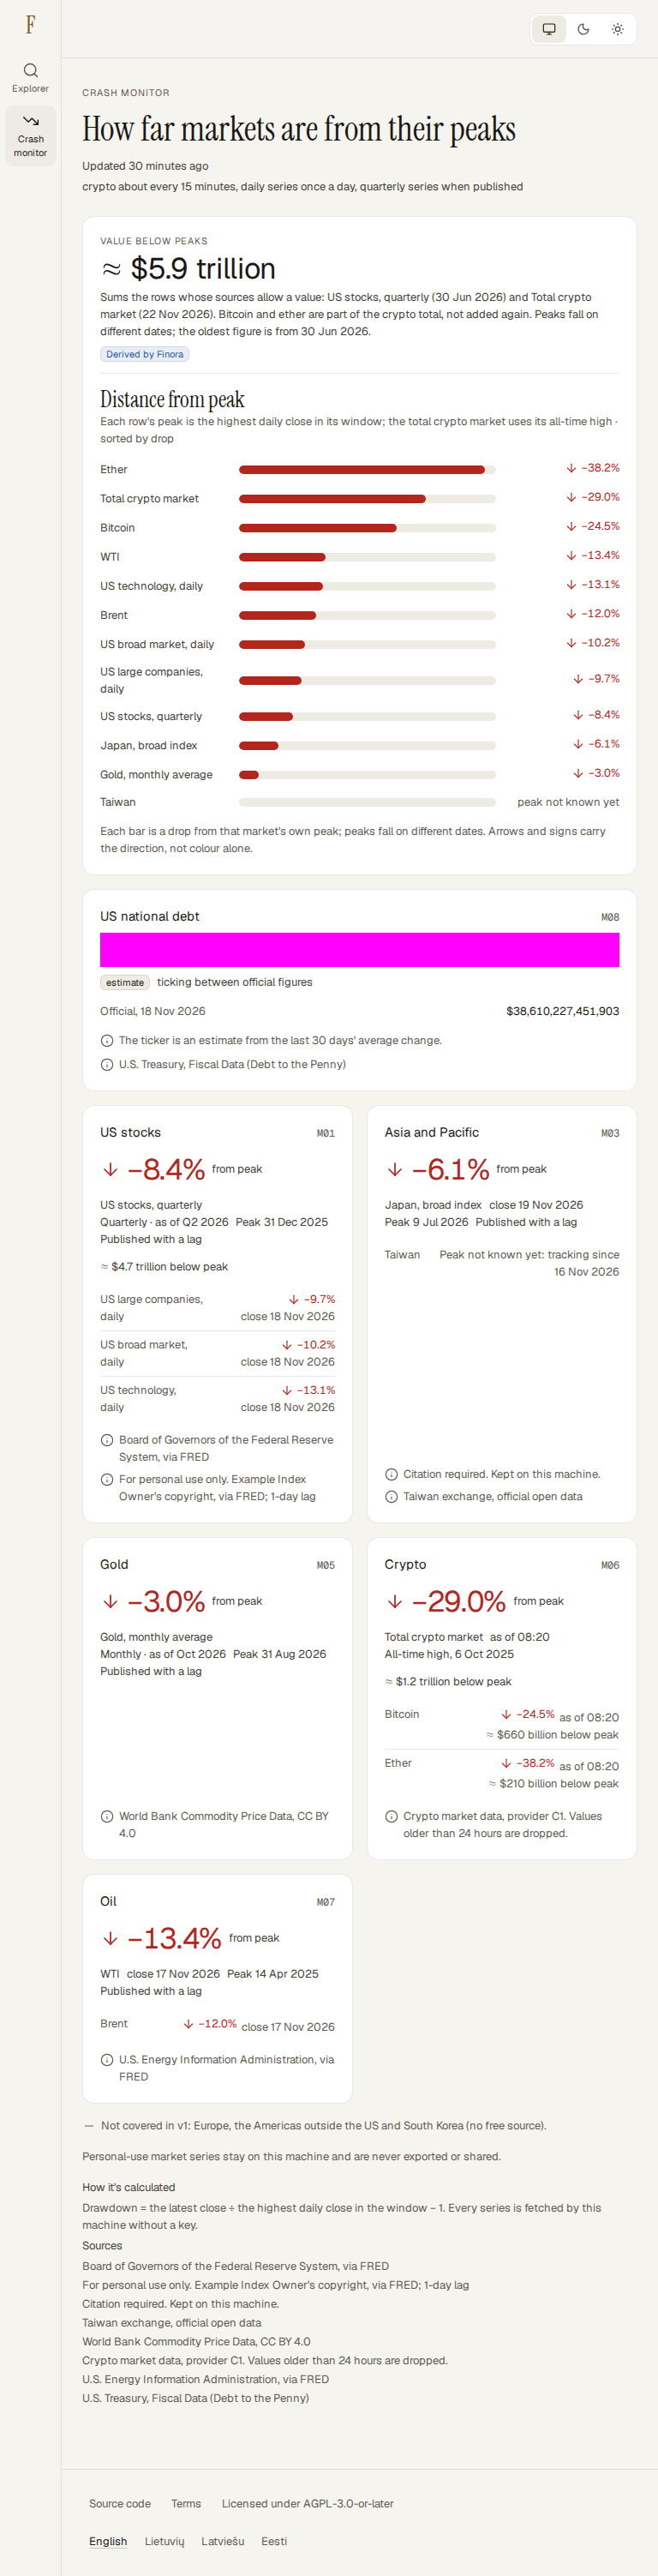 F
Explorer
Crash
monitor
CRASH MONITOR
How far markets are from their peaks
Updated 30 minutes ago
crypto about every 15 minutes, daily series once a day, quarterly series when published
VALUE BELOW PEAKS
≈ $5.9 trillion
Sums the rows whose sources allow a value: US stocks, quarterly (30 Jun 2026) and Total crypto
market (22 Nov 2026). Bitcoin and ether are part of the crypto total, not added again. Peaks fall on
different dates; the oldest figure is from 30 Jun 2026.
Derived by Finora
Distance from peak
Each row's peak is the highest daily close in its window; the total crypto market uses its all-time high ·
sorted by drop
Ether ↓ −38.2%
Total crypto market ↓ −29.0%
Bitcoin ↓ −24.5%
WTI ↓ −13.4%
US technology, daily ↓ −13.1%
Brent ↓ −12.0%
US broad market, daily ↓ −10.2%
US large companies,
daily ↓ −9.7%
US stocks, quarterly ↓ −8.4%
Japan, broad index ↓ −6.1%
Gold, monthly average ↓ −3.0%
Taiwan peak not known yet
Each bar is a drop from that market's own peak; peaks fall on different dates. Arrows and signs carry
the direction, not colour alone.
US national debt M08
estimate ticking between official figures
Official, 18 Nov 2026 $38,610,227,451,903
The ticker is an estimate from the last 30 days' average change.
U.S. Treasury, Fiscal Data (Debt to the Penny)
US stocks M01
↓ −8.4% from peak
US stocks, quarterly
Quarterly · as of Q2 2026 Peak 31 Dec 2025
Published with a lag
≈ $4.7 trillion below peak
US large companies, ↓ −9.7%
daily close 18 Nov 2026
US broad market, ↓ −10.2%
daily close 18 Nov 2026
US technology, ↓ −13.1%
daily close 18 Nov 2026
Board of Governors of the Federal Reserve
System, via FRED
For personal use only. Example Index
Owner's copyright, via FRED; 1-day lag
Asia and Pacific M03
↓ −6.1% from peak
Japan, broad index close 19 Nov 2026
Peak 9 Jul 2026 Published with a lag
Taiwan Peak not known yet: tracking since
16 Nov 2026
Citation required. Kept on this machine.
Taiwan exchange, official open data
Gold M05
↓ −3.0% from peak
Gold, monthly average
Monthly · as of Oct 2026 Peak 31 Aug 2026
Published with a lag
World Bank Commodity Price Data, CC BY
4.0
Crypto M06
↓ −29.0% from peak
Total crypto market as of 08:20
All-time high, 6 Oct 2025
≈ $1.2 trillion below peak
Bitcoin ↓ −24.5% as of 08:20
≈ $660 billion below peak
Ether ↓ −38.2% as of 08:20
≈ $210 billion below peak
Crypto market data, provider C1. Values
older than 24 hours are dropped.
Oil M07
↓ −13.4% from peak
WTI close 17 Nov 2026 Peak 14 Apr 2025
Published with a lag
Brent ↓ −12.0% close 17 Nov 2026
U.S. Energy Information Administration, via
FRED
— Not covered in v1: Europe, the Americas outside the US and South Korea (no free source).
Personal-use market series stay on this machine and are never exported or shared.
How it's calculated
Drawdown = the latest close ÷ the highest daily close in the window − 1. Every series is fetched by this
machine without a key.
Sources
Board of Governors of the Federal Reserve System, via FRED
For personal use only. Example Index Owner's copyright, via FRED; 1-day lag
Citation required. Kept on this machine.
Taiwan exchange, official open data
World Bank Commodity Price Data, CC BY 4.0
Crypto market data, provider C1. Values older than 24 hours are dropped.
U.S. Energy Information Administration, via FRED
U.S. Treasury, Fiscal Data (Debt to the Penny)
Source code Terms Licensed under AGPL-3.0-or-later
English Lietuvių Latviešu Eesti